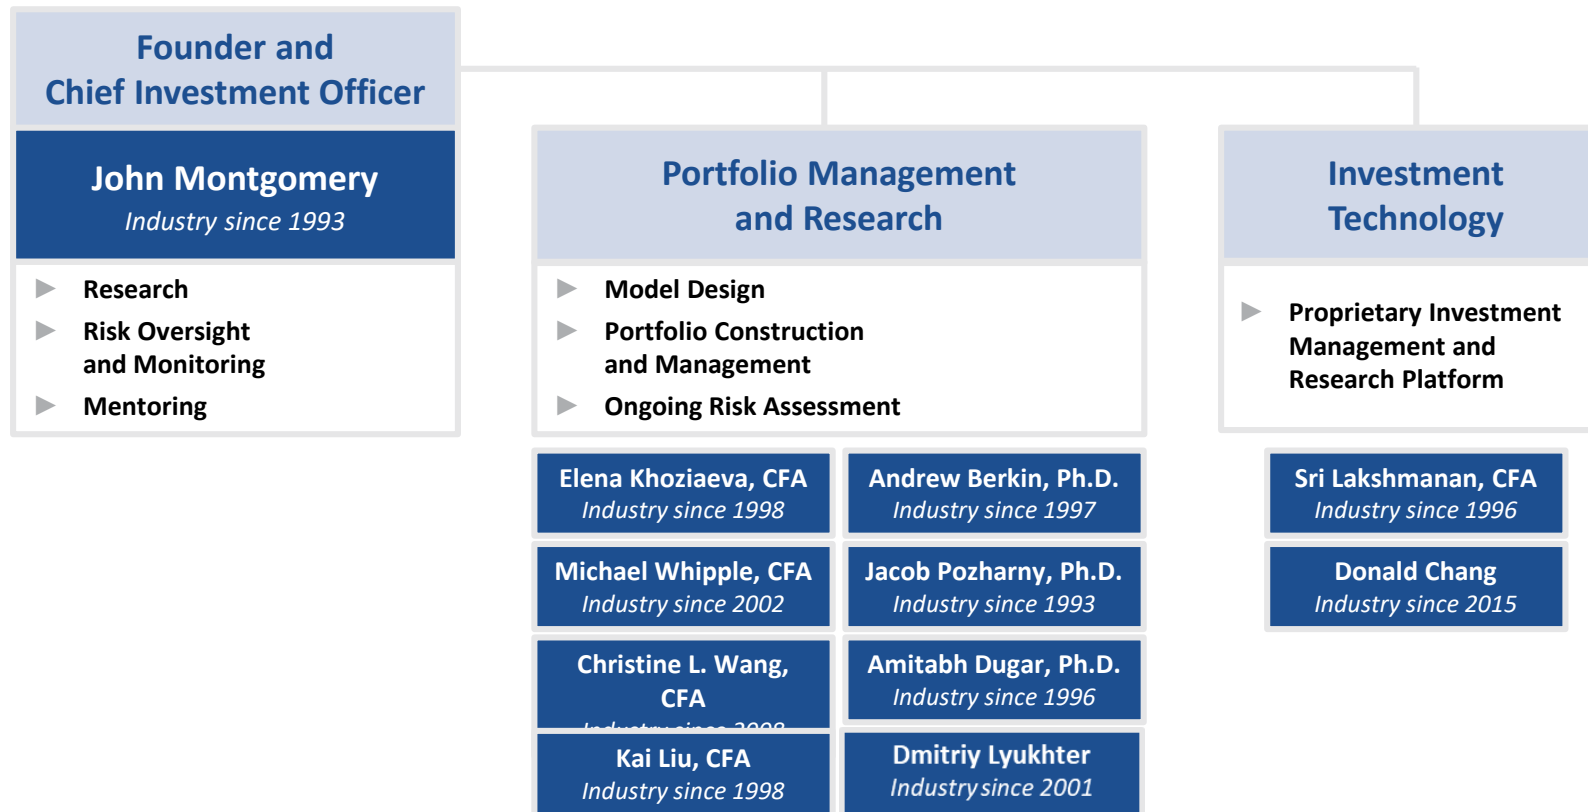 Founder and
Chief Investment Officer
John Montgomery
Industry since 1993
Research
Risk Oversight
and Monitoring
Mentoring
Portfolio Management
and Research
Model Design
Portfolio Construction
and Management
Ongoing Risk Assessment
Elena Khoziaeva, CFA
Industry since 1998
Andrew Berkin, Ph.D.
Industry since 1997
Michael Whipple, CFA
Industry since 2002
Jacob Pozharny, Ph.D.
Industry since 1993
Christine L. Wang,
CFA
Industry since
Amitabh Dugar, Ph.D.
Industry since 1996
Kai Liu, CFA
Industry since 1998
Dmitriy Lyukhter
Industry since 2001
Investment
Technology
Proprietary Investment
Management and
Research Platform
Sri Lakshmanan, CFA
Industry since 1996
Donald Chang
Industry since 2015